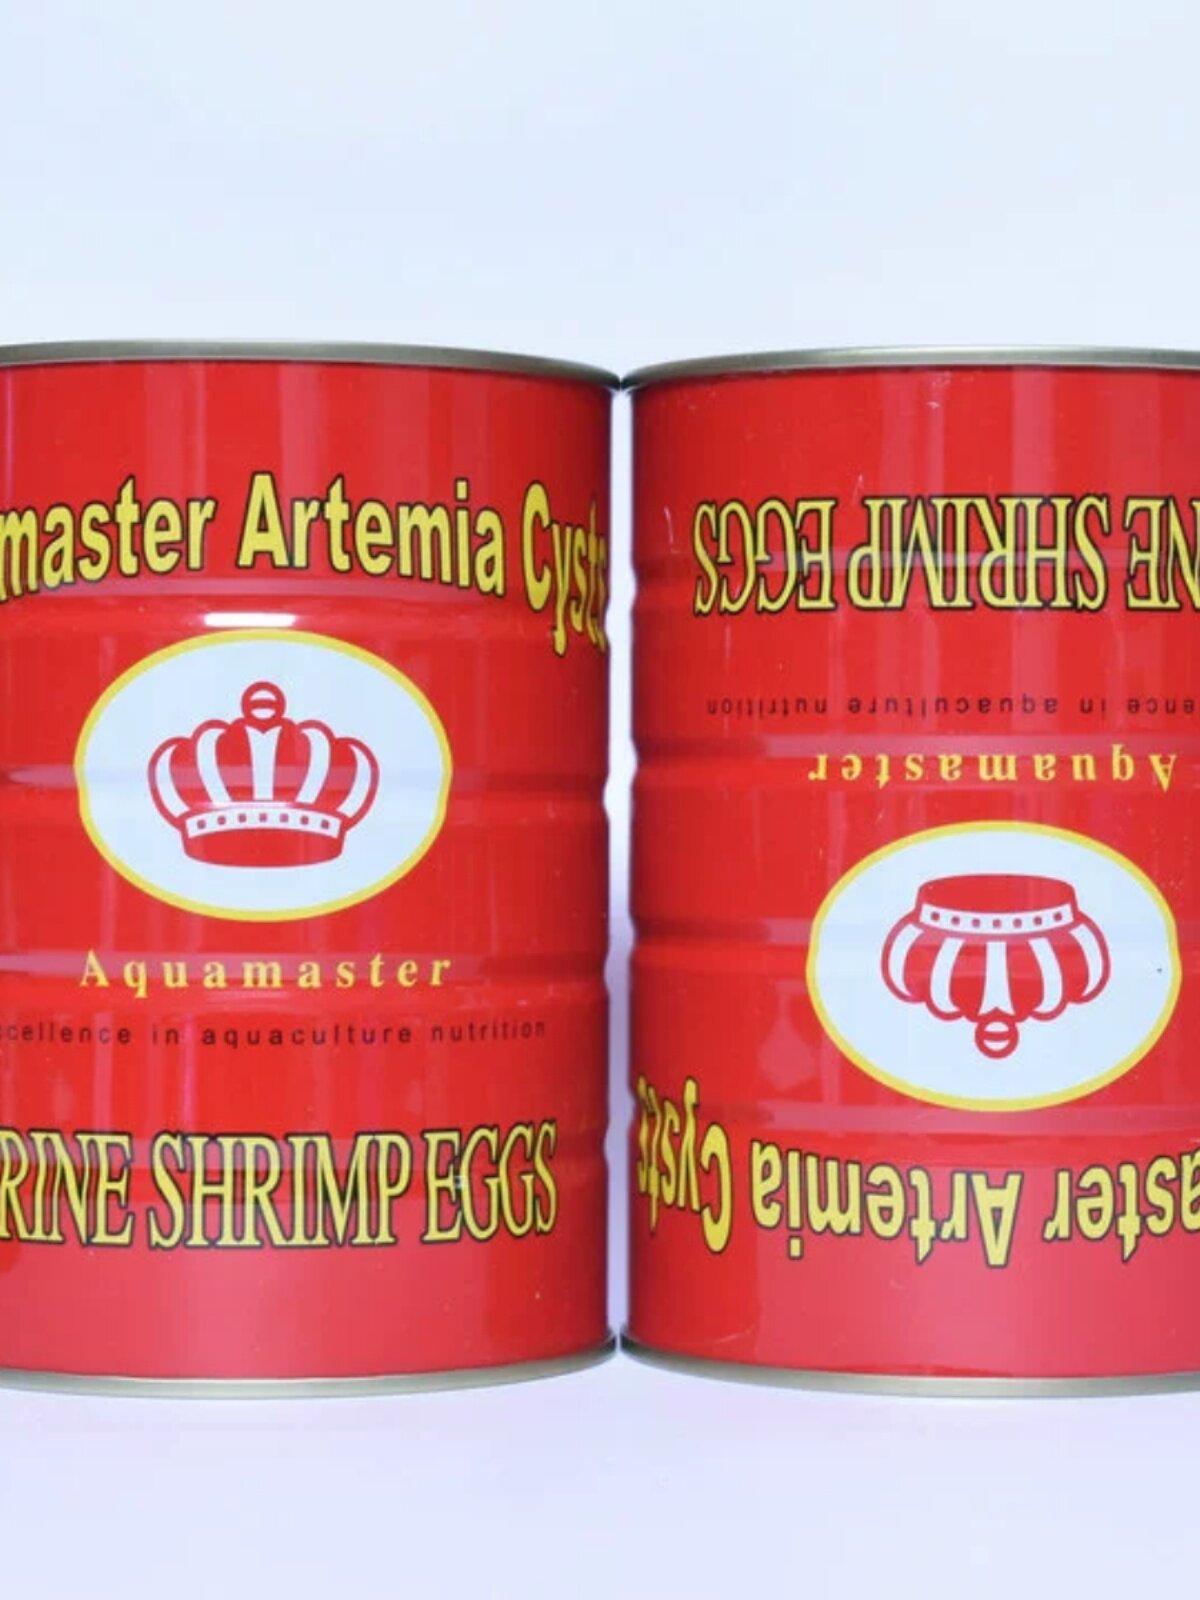 master Artemia Cysts
Aquamaster
cellence in aquaculture nutrition
RINE SHRIMP EGGS
NE SHRIMP EGGS
ence in aquaculture nutrition
Aquamaster
aster Artemia Cysts